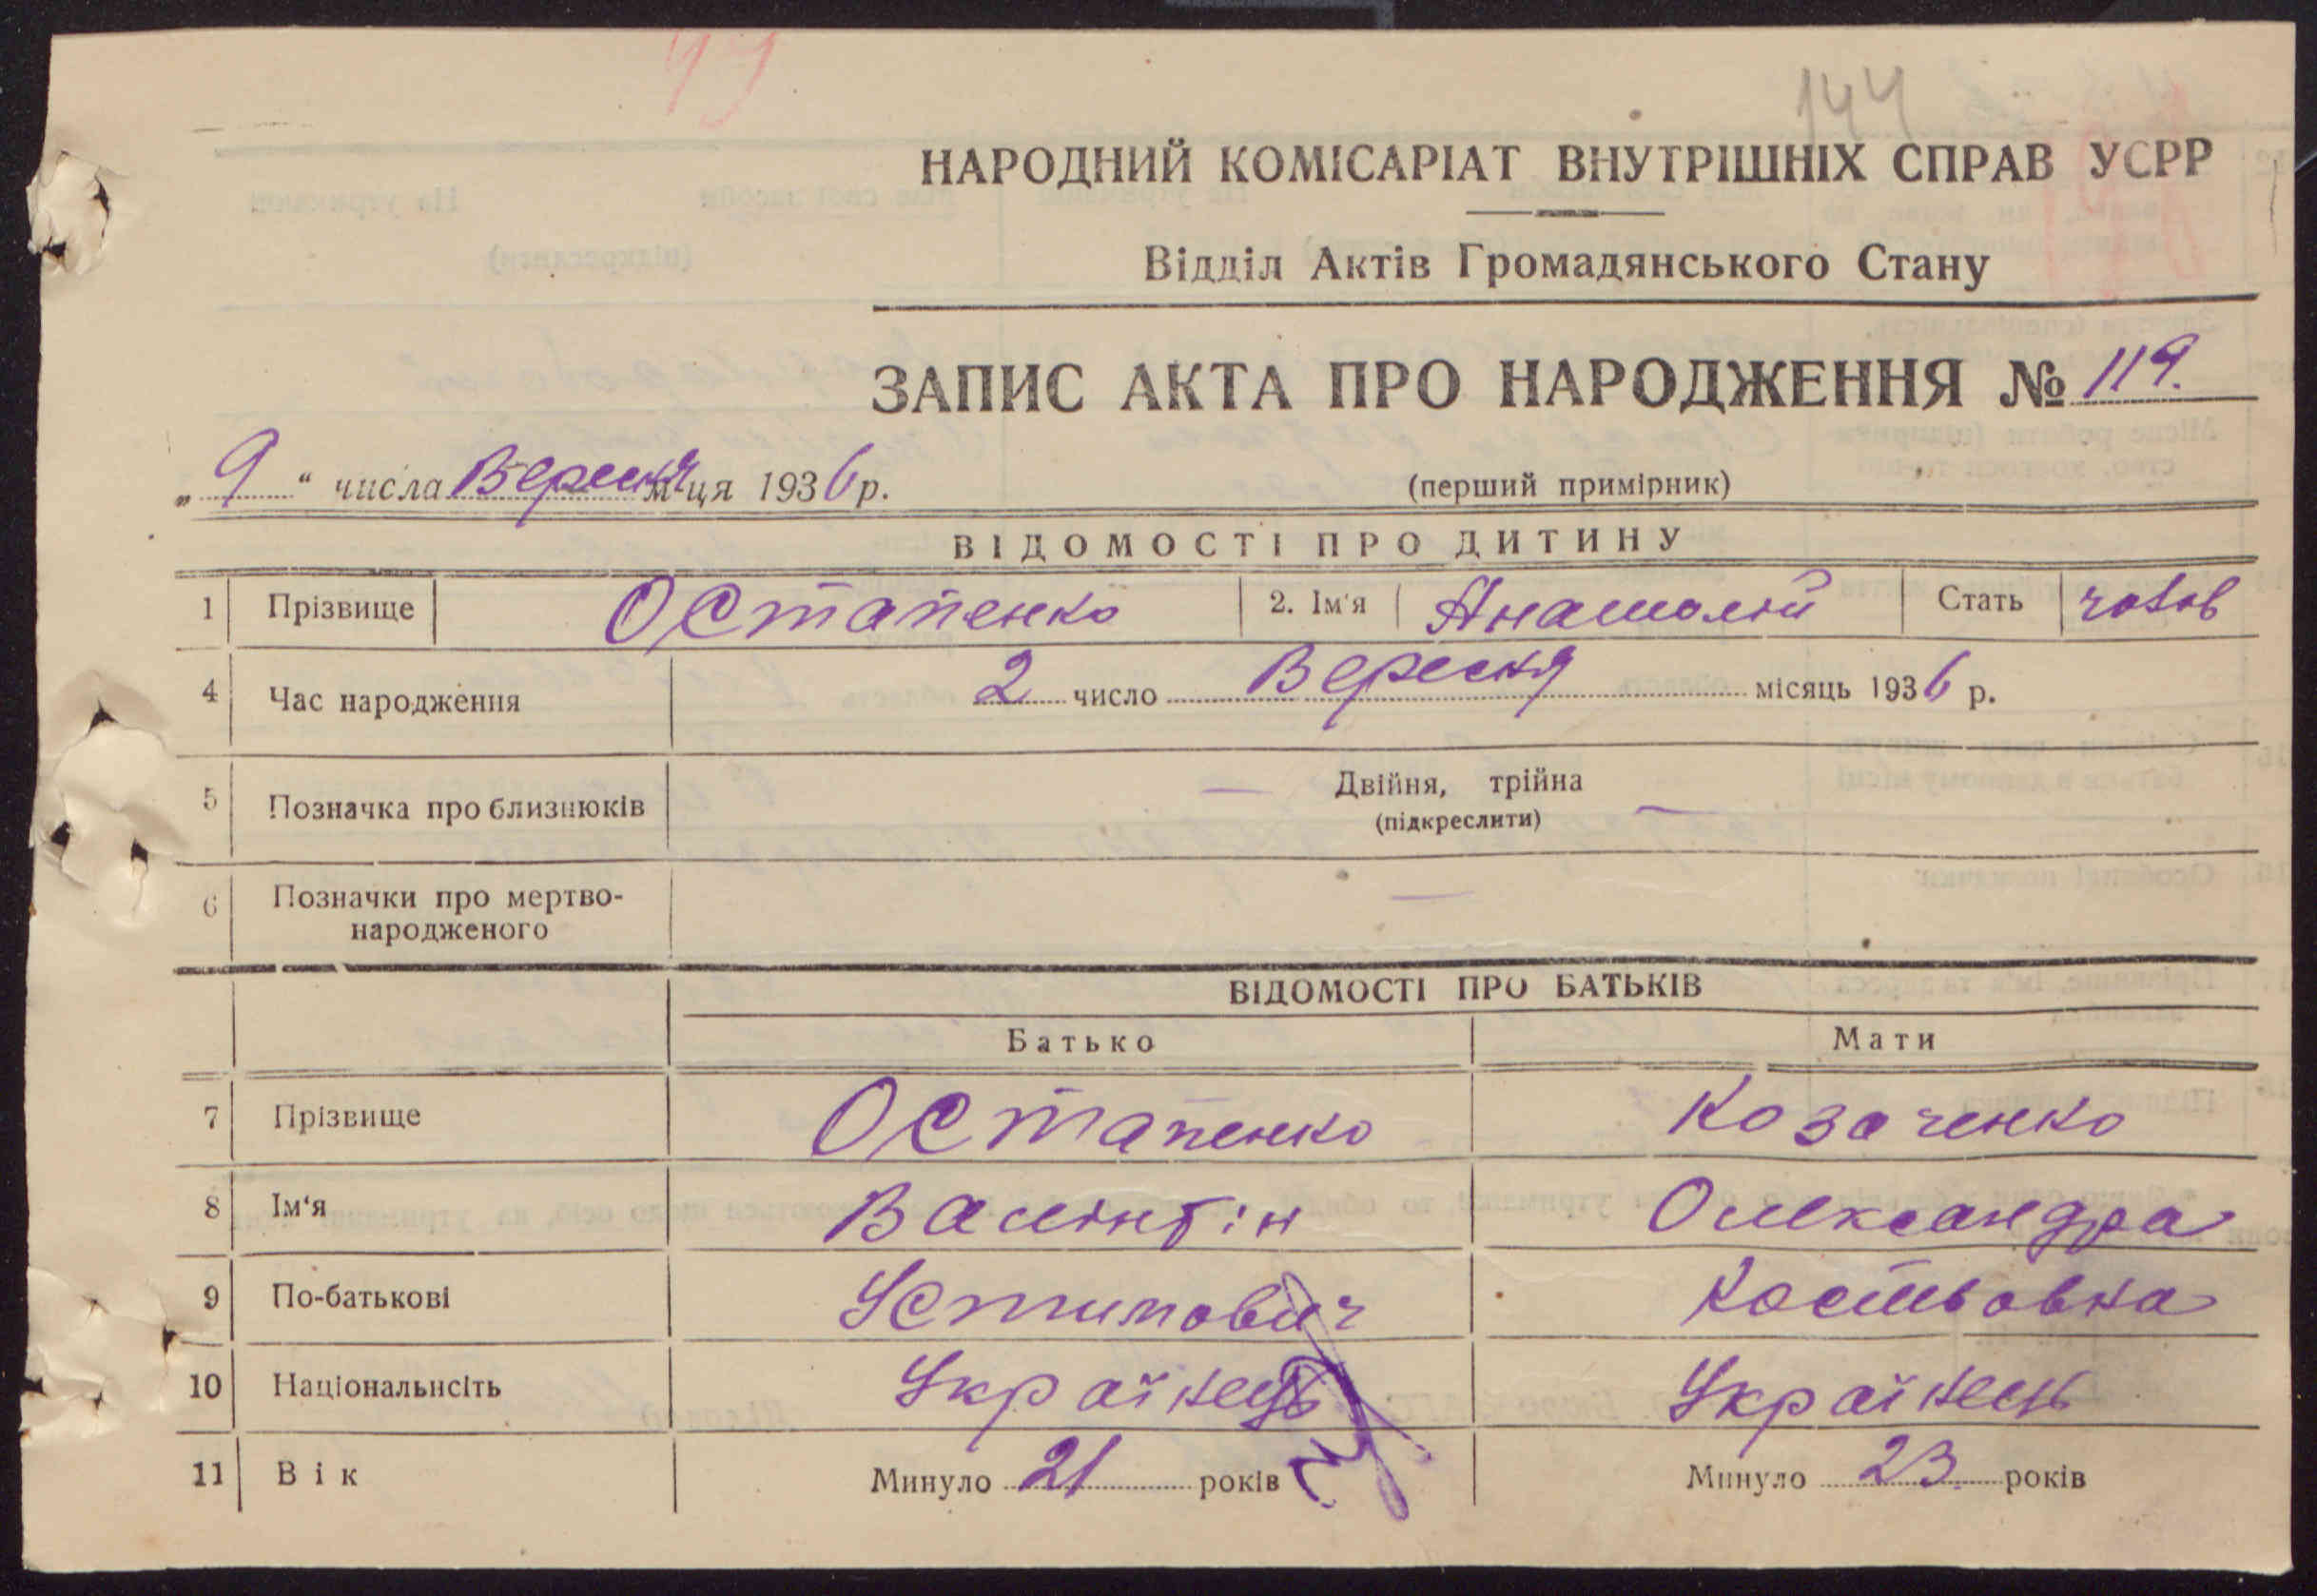 99
144
НАРОДНИЙ КОМІСАРІАТ ВНУТРІШНІХ СПРАВ УСРР
Відділ Актів Громадянського Стану
ЗАПИС АКТА ПРО НАРОДЖЕННЯ № 119.
„ 9 “ числа Вересня м'ця 1936 р. (перший примірник)
ВІДОМОСТІ ПРО ДИТИНУ
1 Прізвище Остапенко 2. Ім'я Анатолій Стать чолов
4 Час народження 2 число Вересня місяць 1936 р.
5 Позначка про близнюків — Двійня, трійна —
(підкреслити)
6 Позначки про мертво-
народженого —
ВІДОМОСТІ ПРО БАТЬКІВ
Батько Мати
7 Прізвище Остапенко Козаченко
8 Ім'я Валінтін Олександра
9 По-батькові Устимович Костьовна
10 Національнсіть Українець Українець
11 Вік Минуло 21 років Минуло 23 років